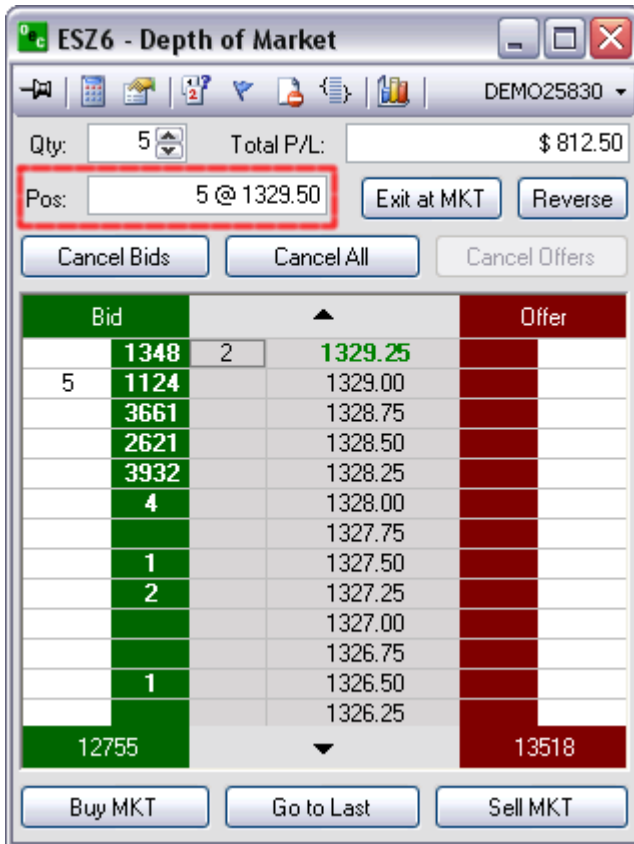 OEC ESZ6 - Depth of Market
2 ? DEMO25830
Qty: 5 Total P/L: $ 812.50
Pos: 5 @ 1329.50 Exit at MKT Reverse
Cancel Bids Cancel All Cancel Offers
Bid Offer
1348 2 1329.25
5 1124 1329.00
3661 1328.75
2621 1328.50
3932 1328.25
4 1328.00
1327.75
1 1327.50
2 1327.25
1327.00
1326.75
1 1326.50
1326.25
12755 13518
Buy MKT Go to Last Sell MKT